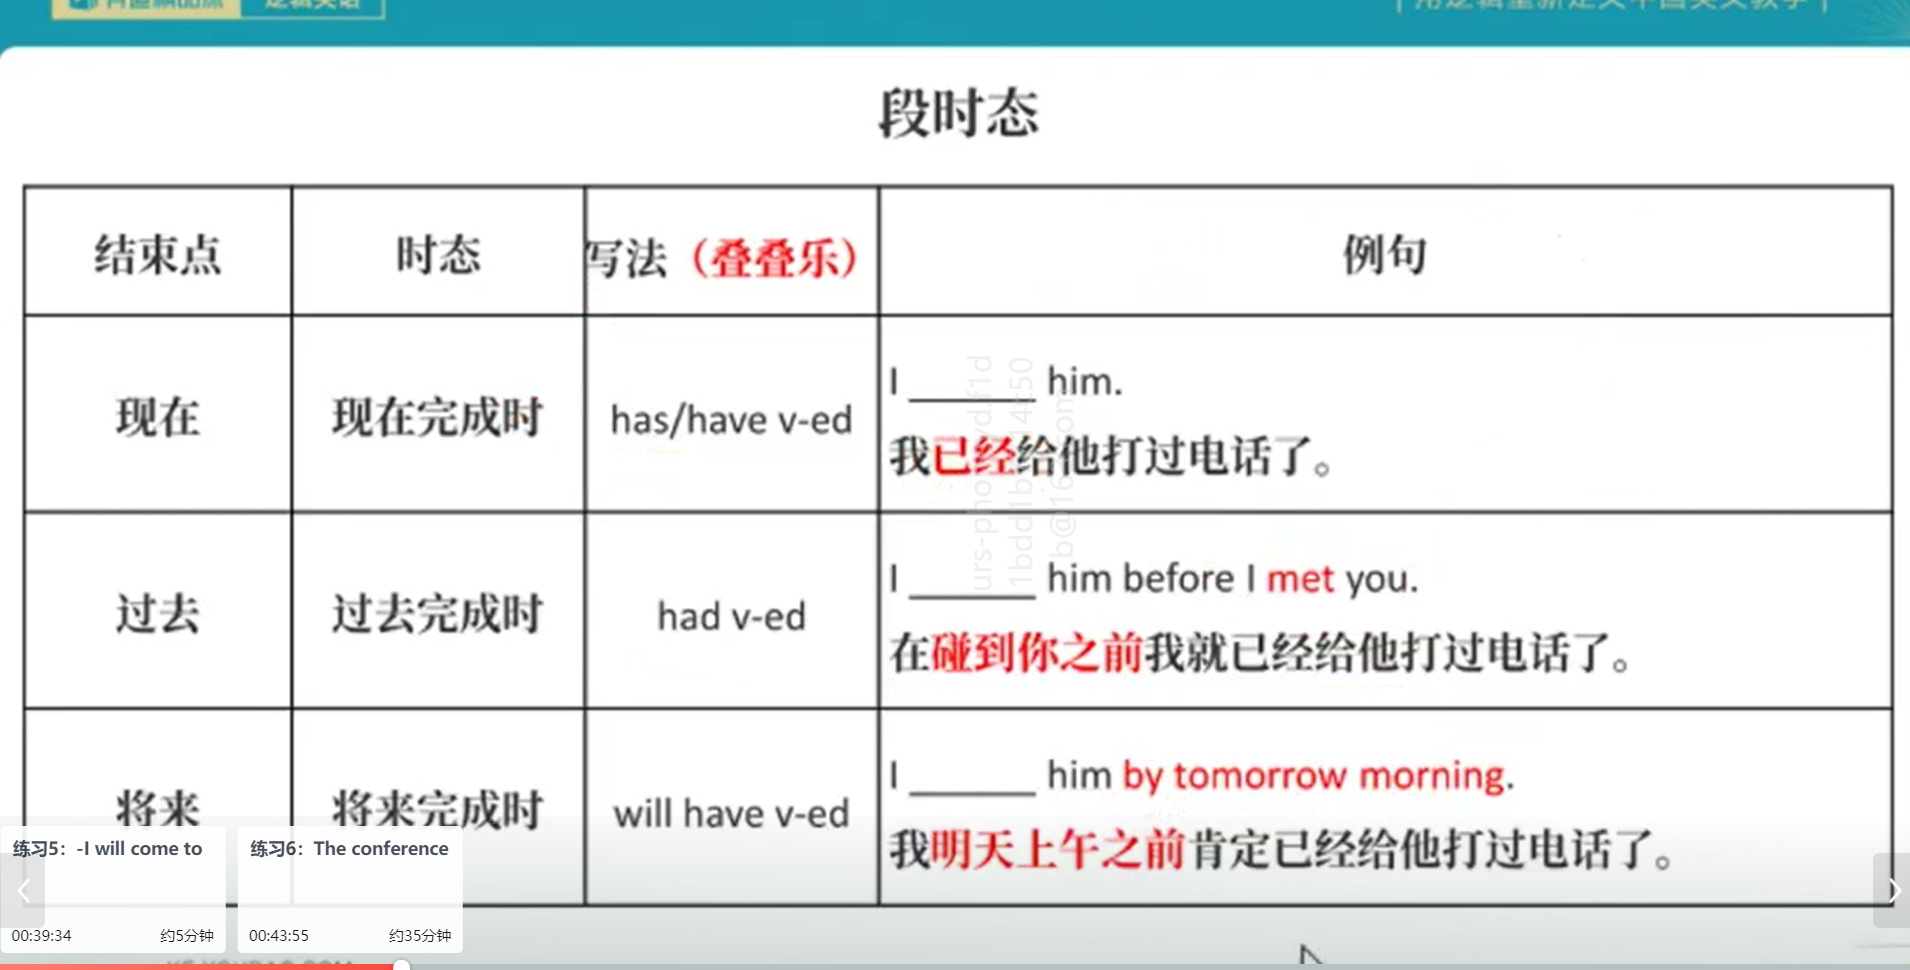 段时态
结束点 时态 写法（叠叠乐） 例句
现在 现在完成时 has/have v-ed
I ______ him.
我已经给他打过电话了。
过去 过去完成时 had v-ed
I ______ him before I met you.
在碰到你之前我就已经给他打过电话了。
将来 将来完成时 will have v-ed
I ______ him by tomorrow morning.
我明天上午之前肯定已经给他打过电话了。
练习5：-I will come to
00:39:34 约5分钟
练习6：The conference
00:43:55 约35分钟